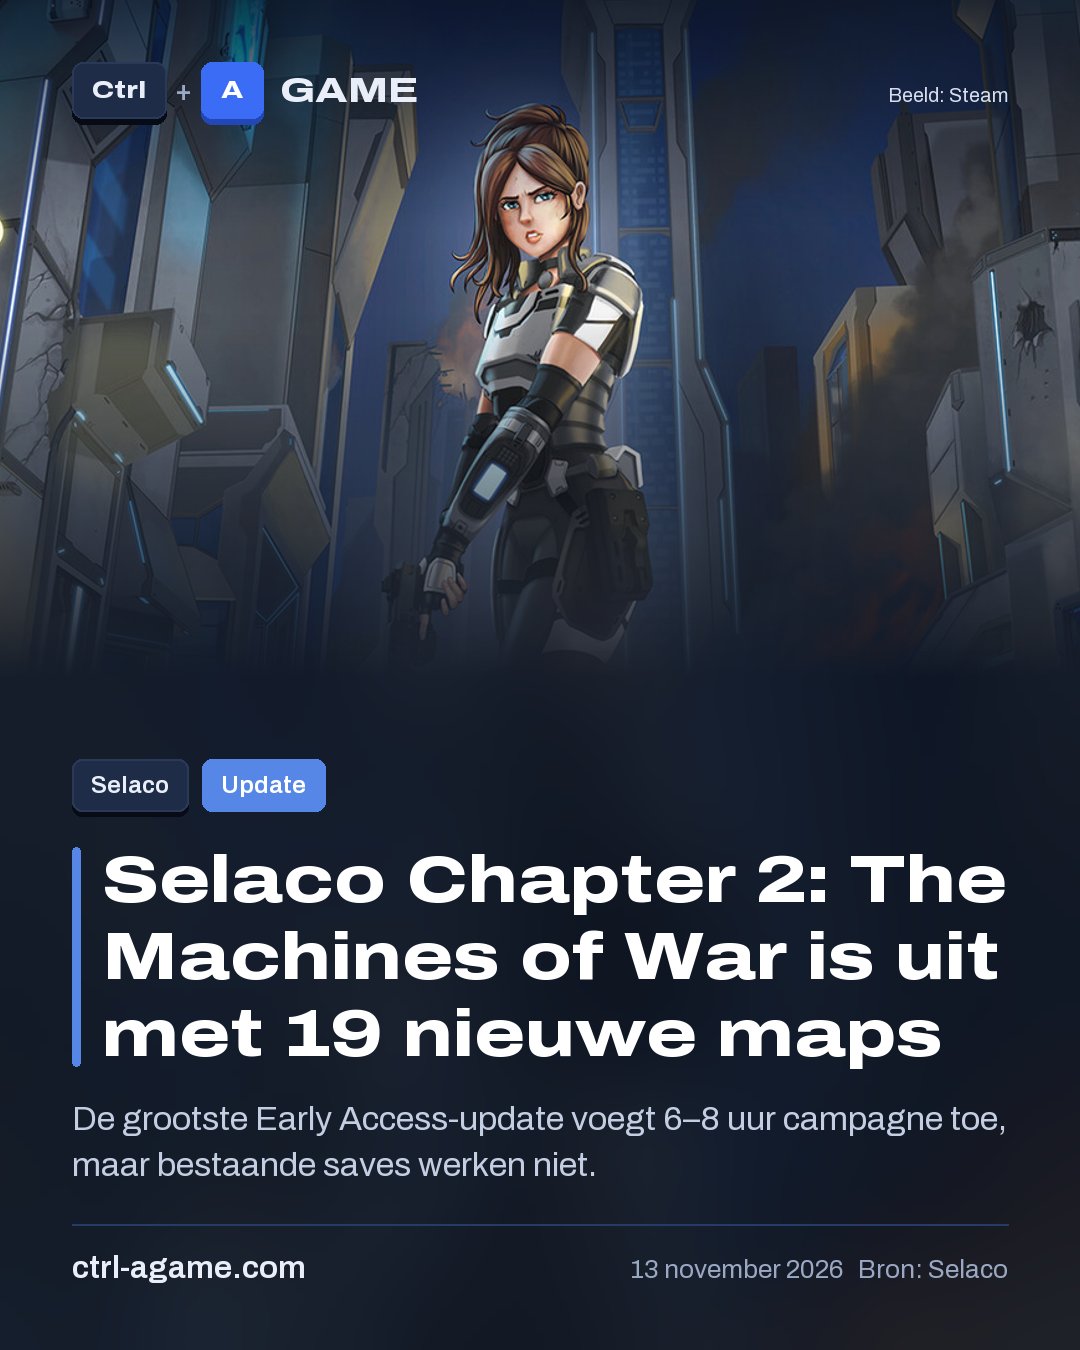 Ctrl + A GAME
Beeld: Steam
Selaco Update
Selaco Chapter 2: The
Machines of War is uit
met 19 nieuwe maps
De grootste Early Access-update voegt 6–8 uur campagne toe,
maar bestaande saves werken niet.
ctrl-agame.com
13 november 2026 Bron: Selaco